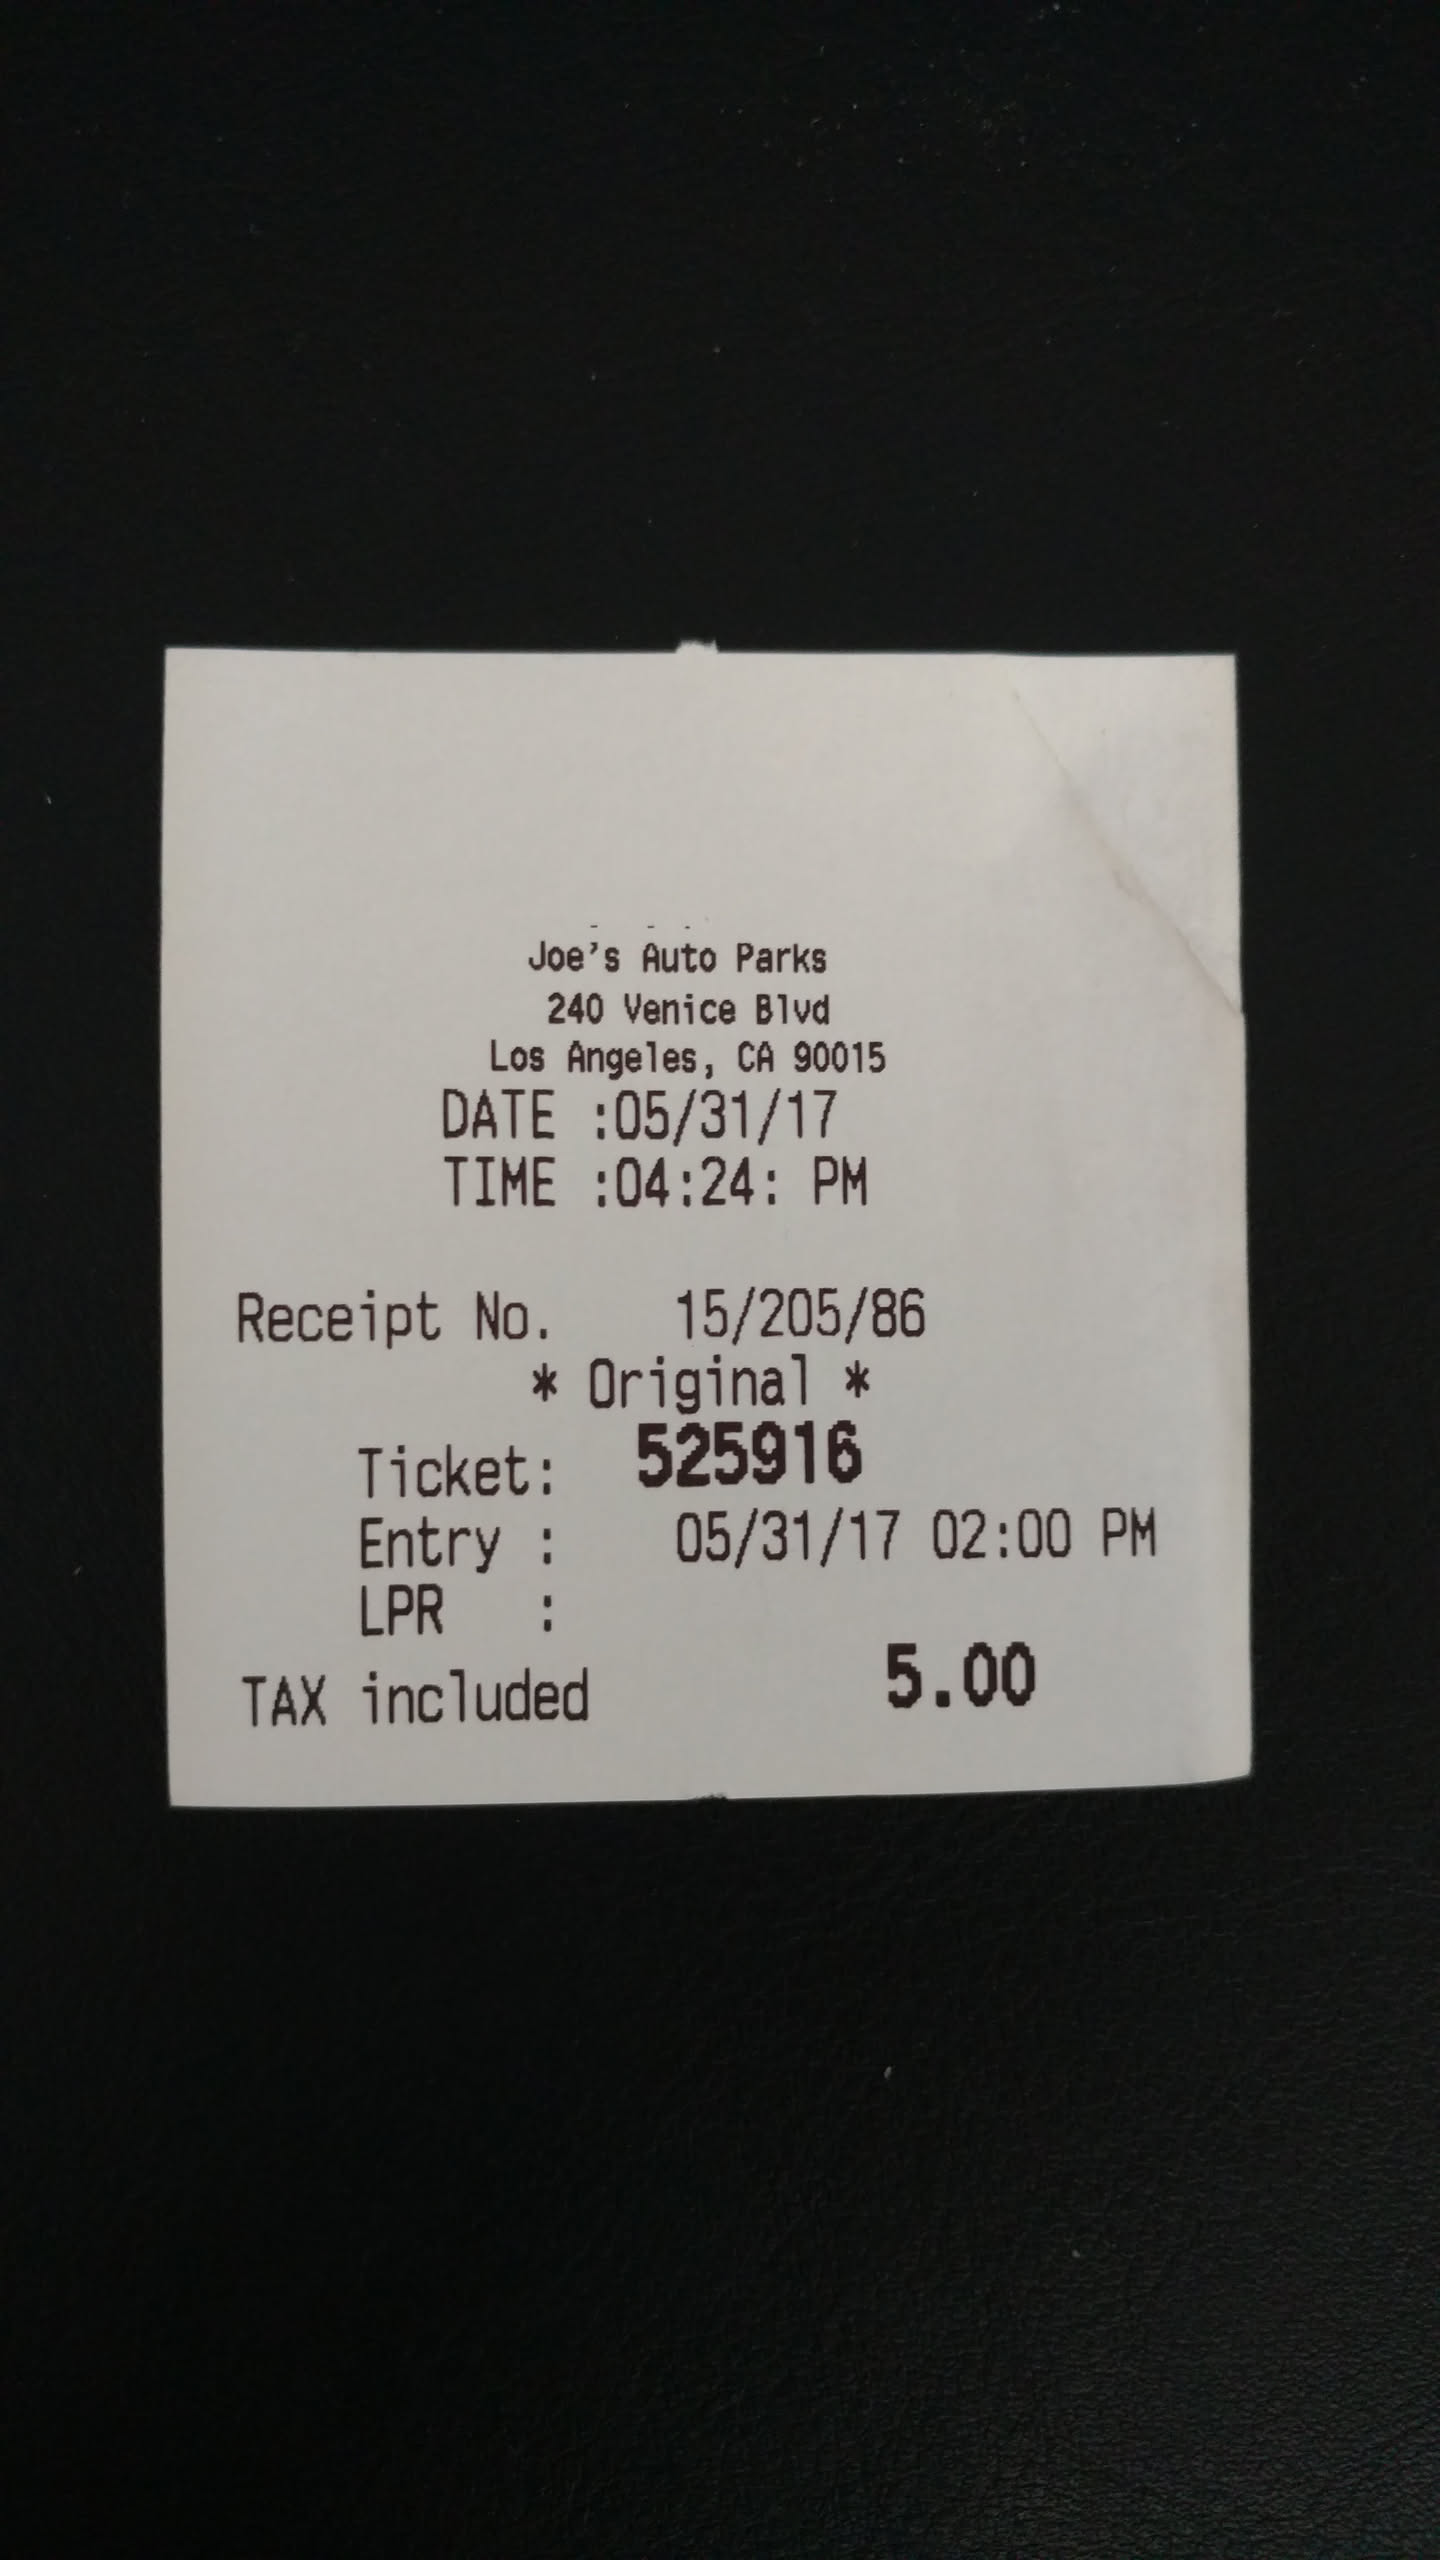 Joe's Auto Parks
240 Venice Blvd
Los Angeles, CA 90015
DATE :05/31/17
TIME :04:24: PM
Receipt No. 15/205/86
* Original *
Ticket: 525916
Entry : 05/31/17 02:00 PM
LPR :
TAX included 5.00